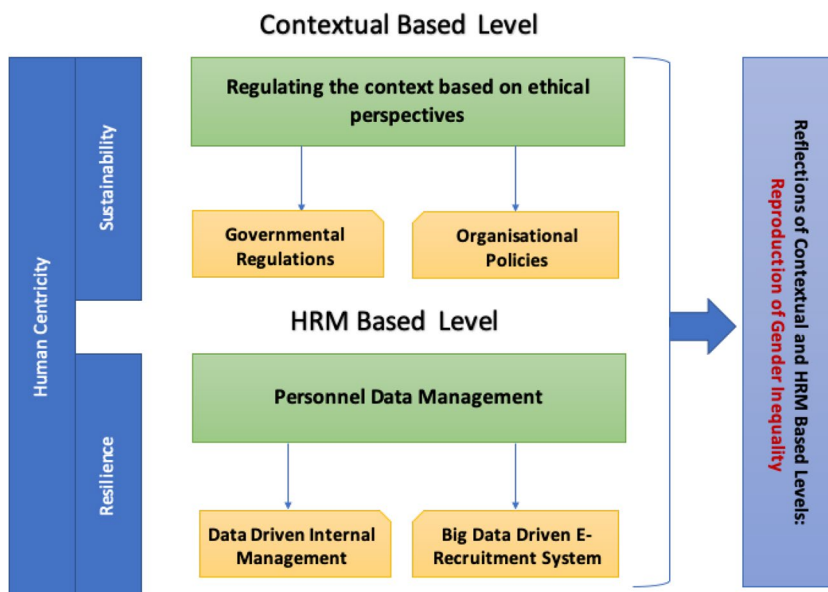 Contextual Based Level
Human Centricity
Sustainability
Regulating the context based on ethical
perspectives
Governmental
Regulations
Organisational
Policies
HRM Based Level
Resilience
Personnel Data Management
Data Driven Internal
Management
Big Data Driven E-
Recruitment System
Reflections of Contextual and HRM Based Levels:
Reproduction of Gender Inequality